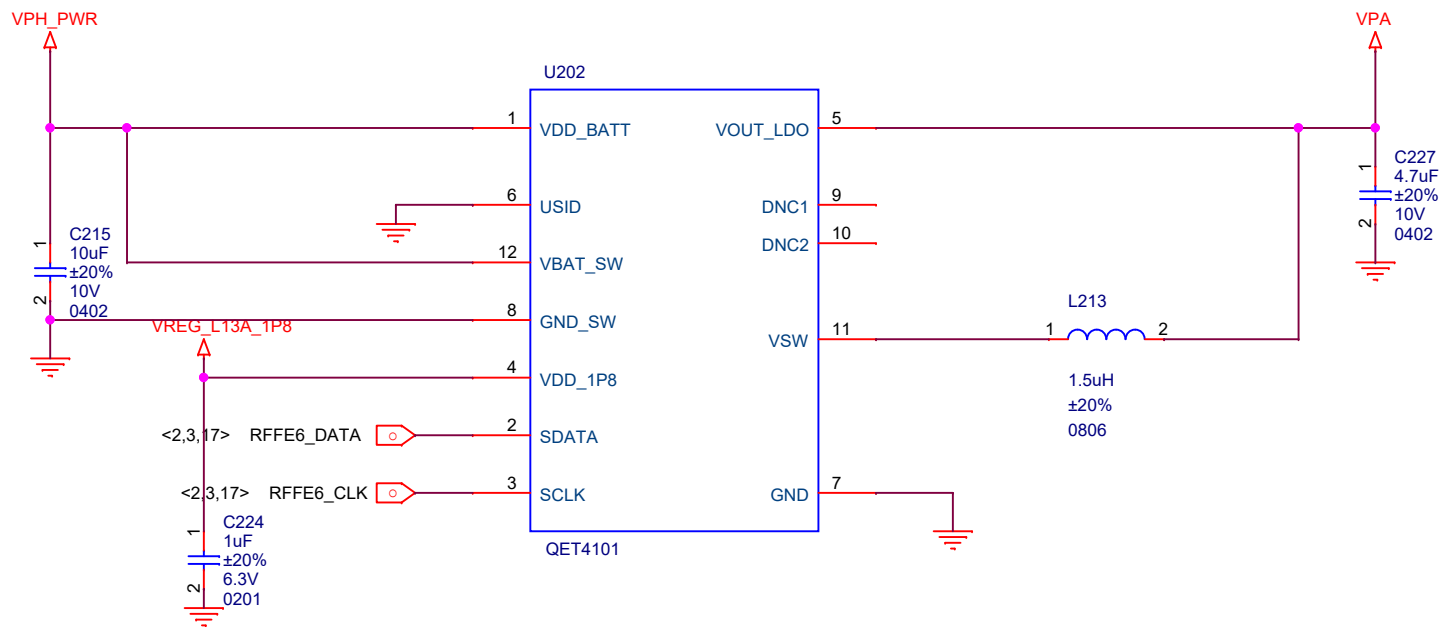 VPH_PWR
VPA
U202
1
VDD_BATT
VOUT_LDO
5
6
USID
DNC1
9
DNC2
10
12
VBAT_SW
8
GND_SW
VSW
11
4
VDD_1P8
2
SDATA
3
SCLK
GND
7
QET4101
1
2
C215
10uF
±20%
10V
0402
VREG_L13A_1P8
<2,3,17> RFFE6_DATA
<2,3,17> RFFE6_CLK
1
2
C224
1uF
±20%
6.3V
0201
L213
1
2
1.5uH
±20%
0806
1
2
C227
4.7uF
±20%
10V
0402